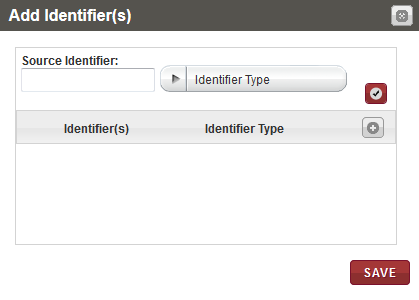 Add Identifier(s)
Source Identifier:
Identifier Type
Identifier(s) Identifier Type
SAVE